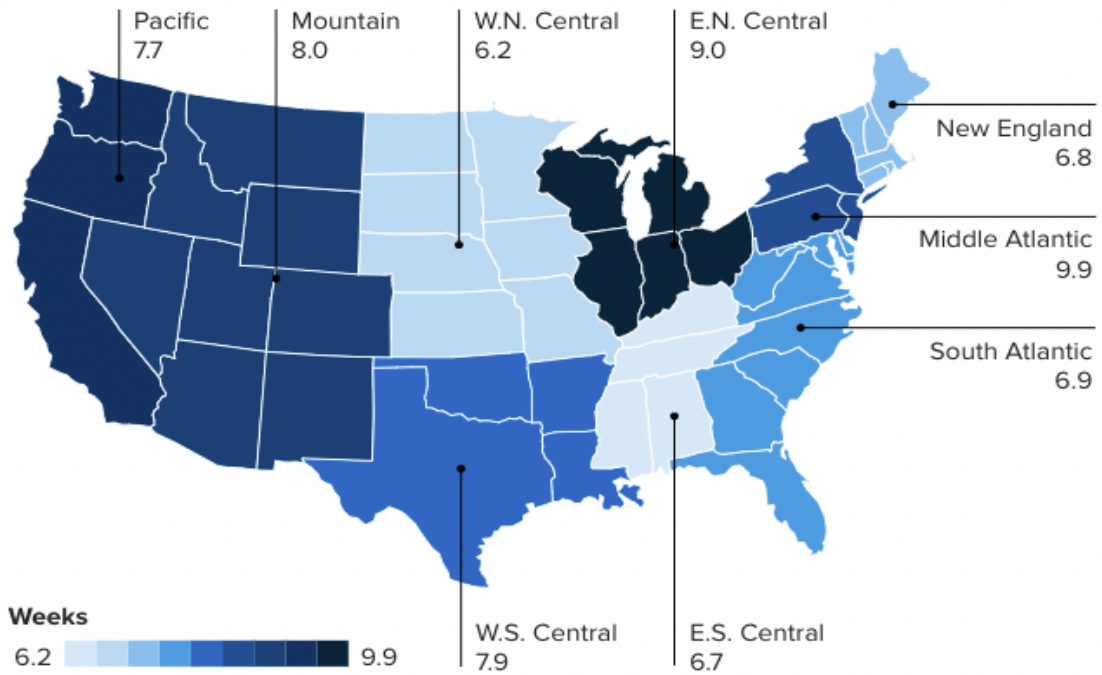 Pacific
7.7
Mountain
8.0
W.N. Central
6.2
E.N. Central
9.0
New England
6.8
Middle Atlantic
9.9
South Atlantic
6.9
Weeks
6.2
9.9
W.S. Central
7.9
E.S. Central
6.7